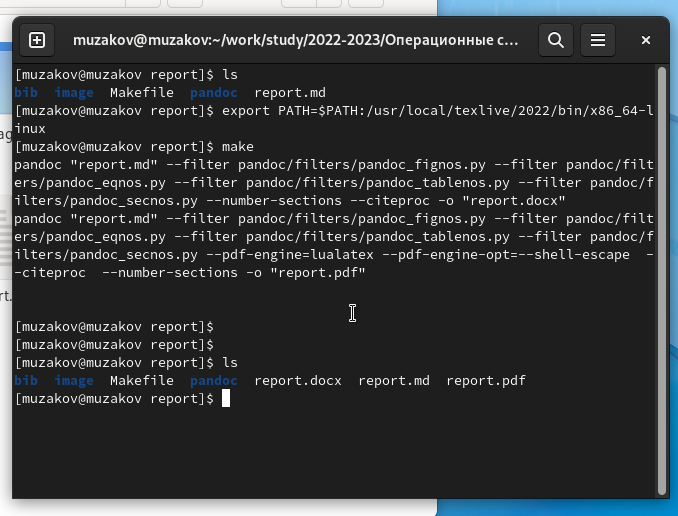 muzakov@muzakov:~/work/study/2022-2023/Операционные с...
[muzakov@muzakov report]$ ls
bib image Makefile pandoc report.md
[muzakov@muzakov report]$ export PATH=$PATH:/usr/local/texlive/2022/bin/x86_64-l
inux
[muzakov@muzakov report]$ make
pandoc "report.md" --filter pandoc/filters/pandoc_fignos.py --filter pandoc/filt
ers/pandoc_eqnos.py --filter pandoc/filters/pandoc_tablenos.py --filter pandoc/f
ilters/pandoc_secnos.py --number-sections --citeproc -o "report.docx"
pandoc "report.md" --filter pandoc/filters/pandoc_fignos.py --filter pandoc/filt
ers/pandoc_eqnos.py --filter pandoc/filters/pandoc_tablenos.py --filter pandoc/f
ilters/pandoc_secnos.py --pdf-engine=lualatex --pdf-engine-opt=--shell-escape  -
-citeproc  --number-sections -o "report.pdf"
[muzakov@muzakov report]$
[muzakov@muzakov report]$
[muzakov@muzakov report]$ ls
bib image Makefile pandoc report.docx report.md report.pdf
[muzakov@muzakov report]$